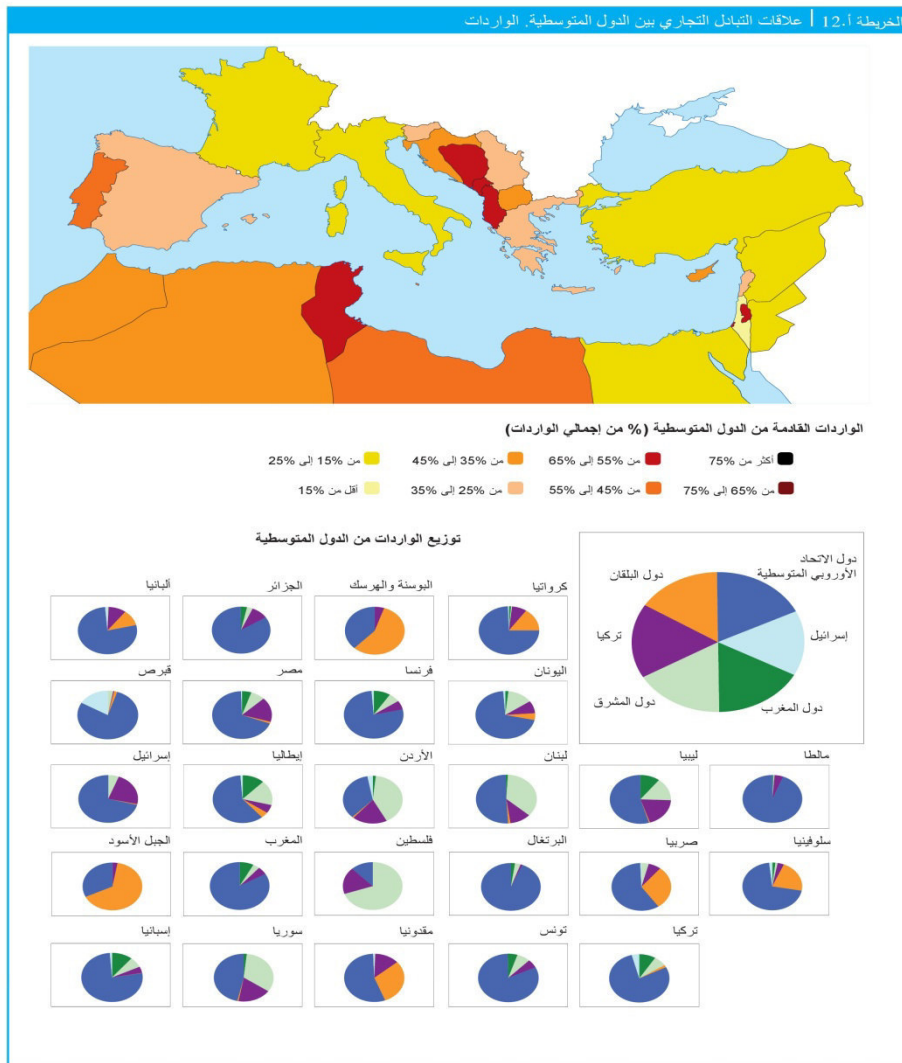 الخريطة أ.12 | علاقات التبادل التجاري بين الدول المتوسطية. الواردات
الواردات القادمة من الدول المتوسطية (% من إجمالي الواردات)
أكثر من %75
من %55 إلى %65
من %35 إلى %45
من %15 إلى %25
من %65 إلى %75
من %45 إلى %55
من %25 إلى %35
أقل من %15
توزيع الواردات من الدول المتوسطية
دول الاتحاد
الأوروبي المتوسطية
دول البلقان
إسرائيل
تركيا
دول المغرب
دول المشرق
كرواتيا
البوسنة والهرسك
الجزائر
ألبانيا
اليونان
فرنسا
مصر
قبرص
مالطا
ليبيا
لبنان
الأردن
إيطاليا
إسرائيل
سلوفينيا
صربيا
البرتغال
فلسطين
المغرب
الجبل الأسود
تركيا
تونس
مقدونيا
سوريا
إسبانيا